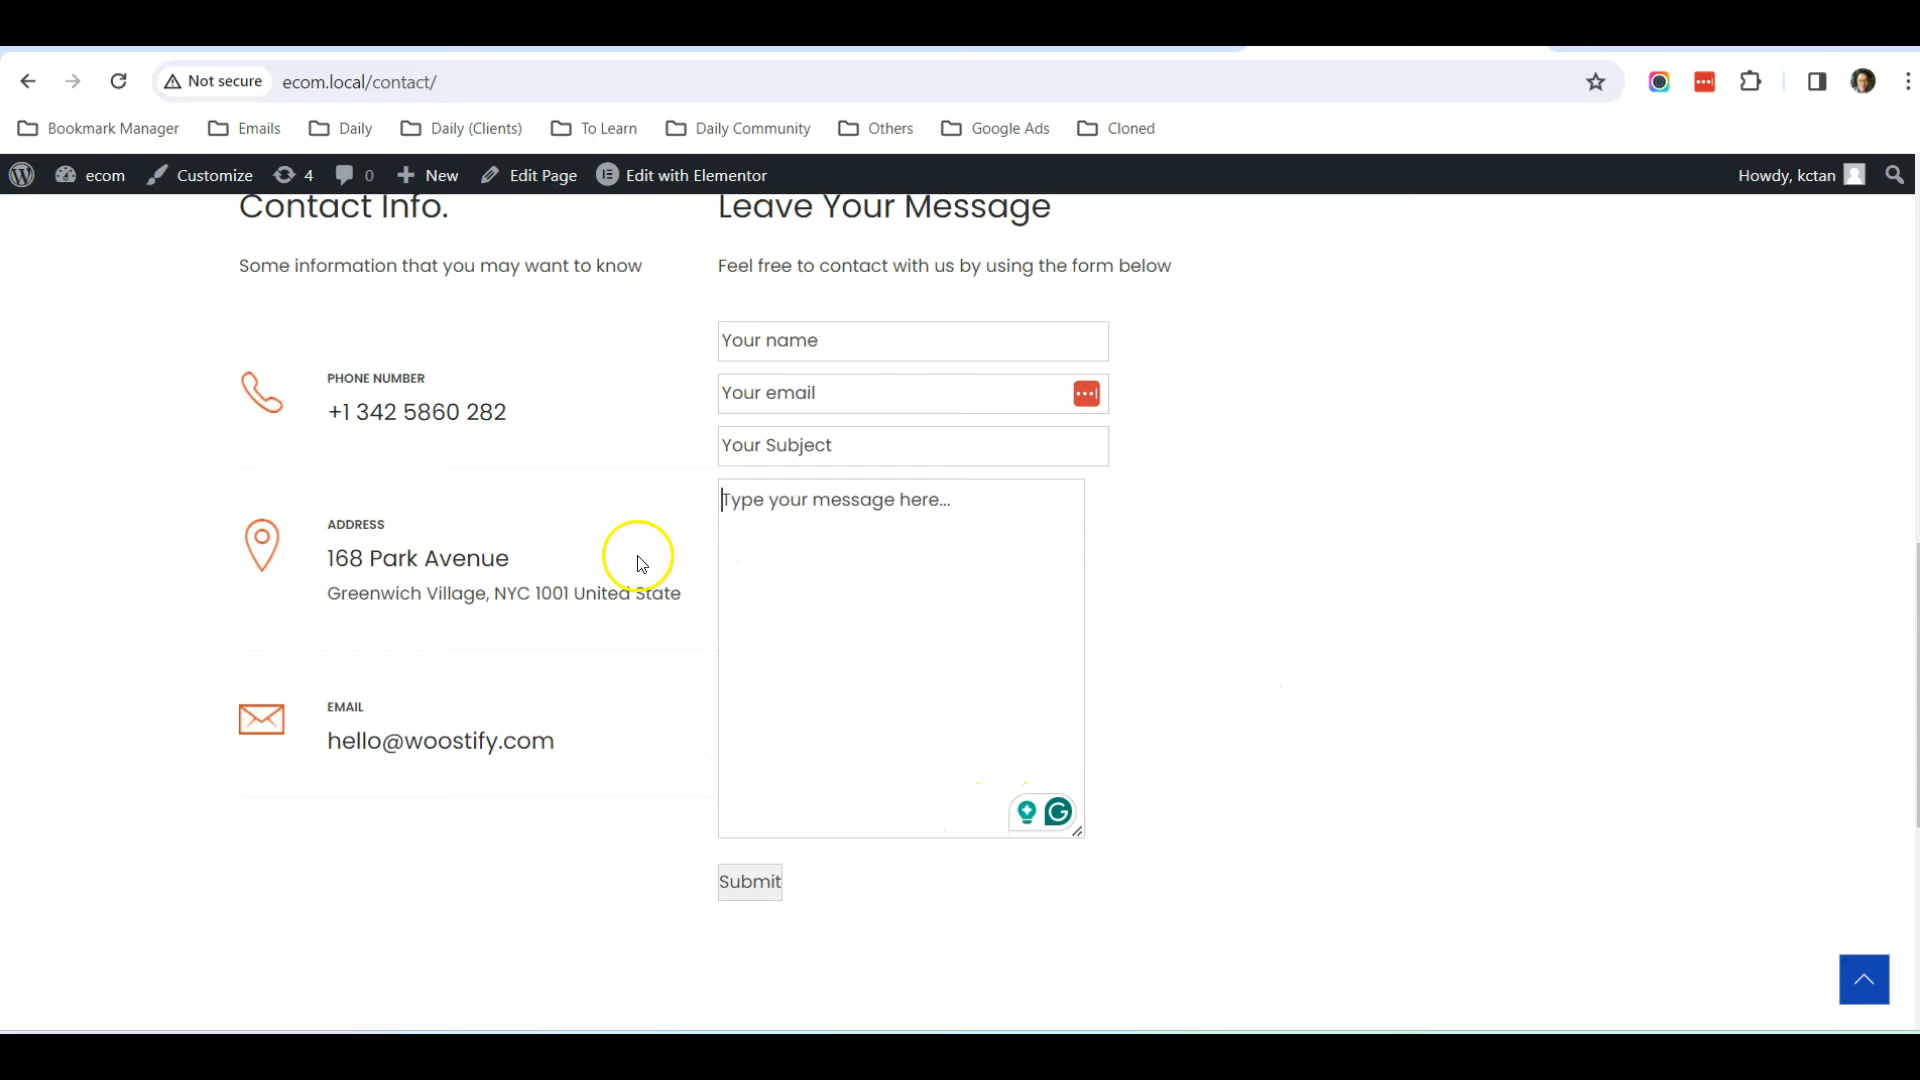 Not secure ecom.local/contact/
Bookmark Manager Emails Daily Daily (Clients) To Learn Daily Community Others Google Ads Cloned
ecom Customize 4 0 New Edit Page Edit with Elementor Howdy, kctan
Contact Info.
Some information that you may want to know
PHONE NUMBER
+1 342 5860 282
ADDRESS
168 Park Avenue
Greenwich Village, NYC 1001 United State
EMAIL
hello@woostify.com
Leave Your Message
Feel free to contact with us by using the form below
Your name
Your email
Your Subject
Type your message here...
Submit